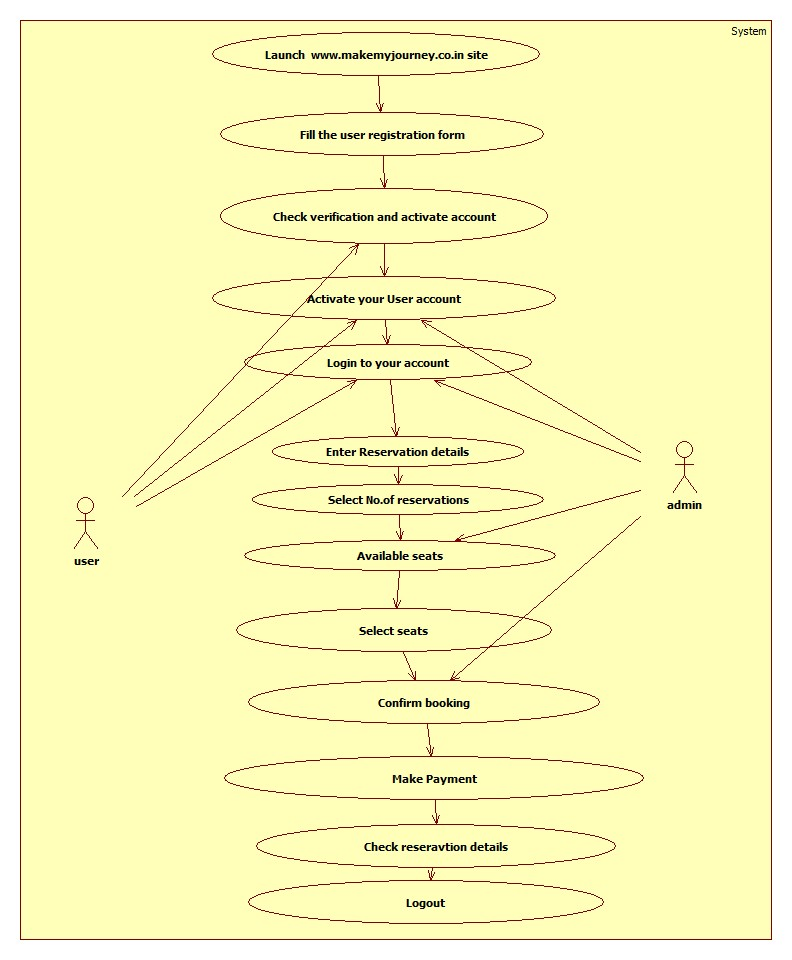 System
Launch  www.makemyjourney.co.in site
Fill the user registration form
Check verification and activate account
Activate your User account
Login to your account
Enter Reservation details
Select No.of reservations
admin
user
Available seats
Select seats
Confirm booking
Make Payment
Check reseravtion details
Logout